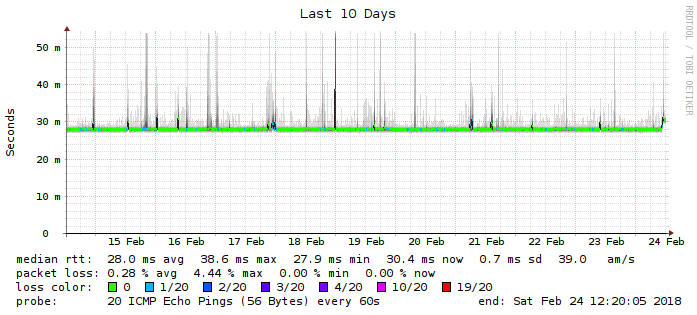 Last 10 Days
RRDTOOL / TOBI OETIKER
Seconds
50 m
40 m
30 m
20 m
10 m
0
15 Feb 16 Feb 17 Feb 18 Feb 19 Feb 20 Feb 21 Feb 22 Feb 23 Feb 24 Feb
median rtt: 28.0 ms avg 38.6 ms max 27.9 ms min 30.4 ms now 0.7 ms sd 39.0 am/s
packet loss: 0.28 % avg 4.44 % max 0.00 % min 0.00 % now
loss color: 0 1/20 2/20 3/20 4/20 10/20 19/20
probe: 20 ICMP Echo Pings (56 Bytes) every 60s end: Sat Feb 24 12:20:05 2018